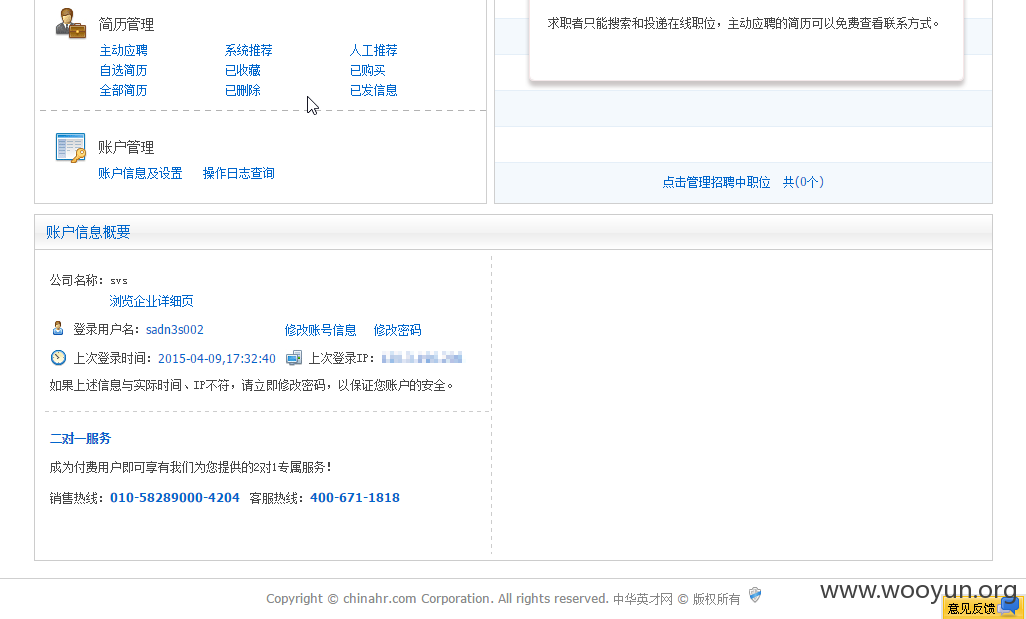 简历管理
主动应聘 系统推荐 人工推荐
自选简历 已收藏 已购买
全部简历 已删除 已发信息
账户管理
账户信息及设置 操作日志查询
求职者只能搜索和投递在线职位，主动应聘的简历可以免费查看联系方式。
点击管理招聘中职位 共(0个)
账户信息概要
公司名称：svs
浏览企业详细页
登录用户名：sadn3s002 修改账号信息 修改密码
上次登录时间：2015-04-09,17:32:40 上次登录IP：
如果上述信息与实际时间、IP不符，请立即修改密码，以保证您账户的安全。
二对一服务
成为付费用户即可享有我们为您提供的2对1专属服务！
销售热线：010-58289000-4204 客服热线：400-671-1818
Copyright © chinahr.com Corporation. All rights reserved. 中华英才网 © 版权所有
www.wooyun.org
意见反馈